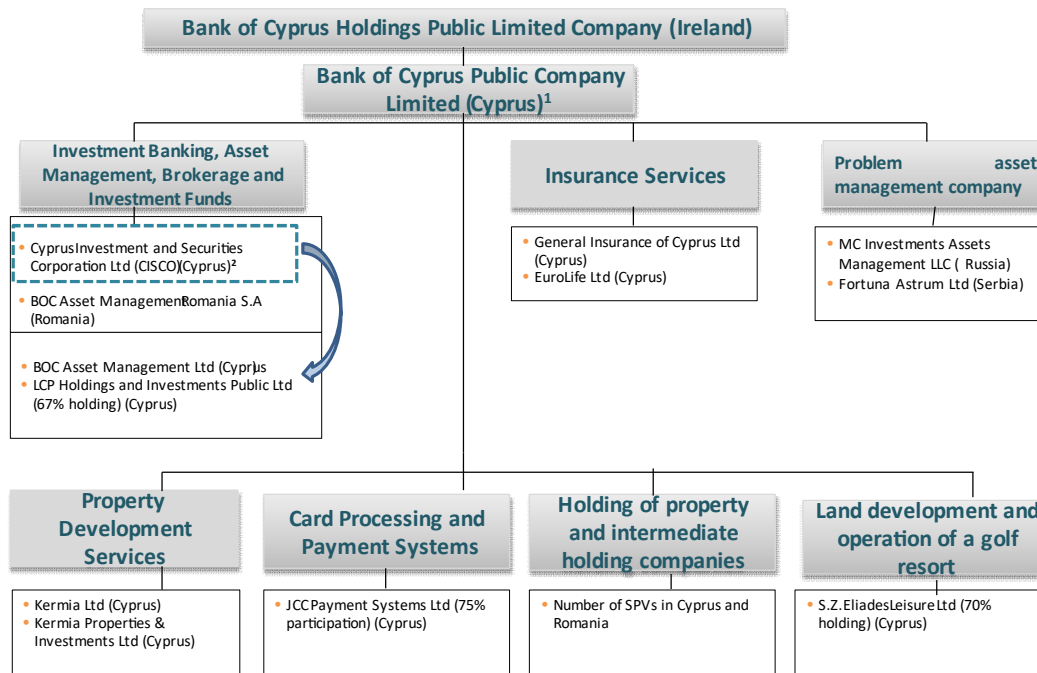 Bank of Cyprus Holdings Public Limited Company (Ireland)
Bank of Cyprus Public Company
Limited (Cyprus)¹
Investment Banking, Asset
Management, Brokerage and
Investment Funds
CyprusInvestment and Securities
Corporation Ltd (CISCO)(Cyprus)²
BOC Asset ManagementRomania S.A
(Romania)
BOC Asset Management Ltd (Cyprus
LCP Holdings and Investments Public Ltd
(67% holding) (Cyprus)
Insurance Services
General Insurance of Cyprus Ltd
(Cyprus)
EuroLife Ltd (Cyprus)
Problem asset
management company
MC Investments Assets
Management LLC ( Russia)
Fortuna Astrum Ltd (Serbia)
Property
Development
Services
Kermia Ltd (Cyprus)
Kermia Properties &
Investments Ltd (Cyprus)
Card Processing and
Payment Systems
JCC Payment Systems Ltd (75%
participation) (Cyprus)
Holding of property
and intermediate
holding companies
Number of SPVs in Cyprus and
Romania
Land development and
operation of a golf
resort
S.Z. EliadesLeisure Ltd (70%
holding) (Cyprus)